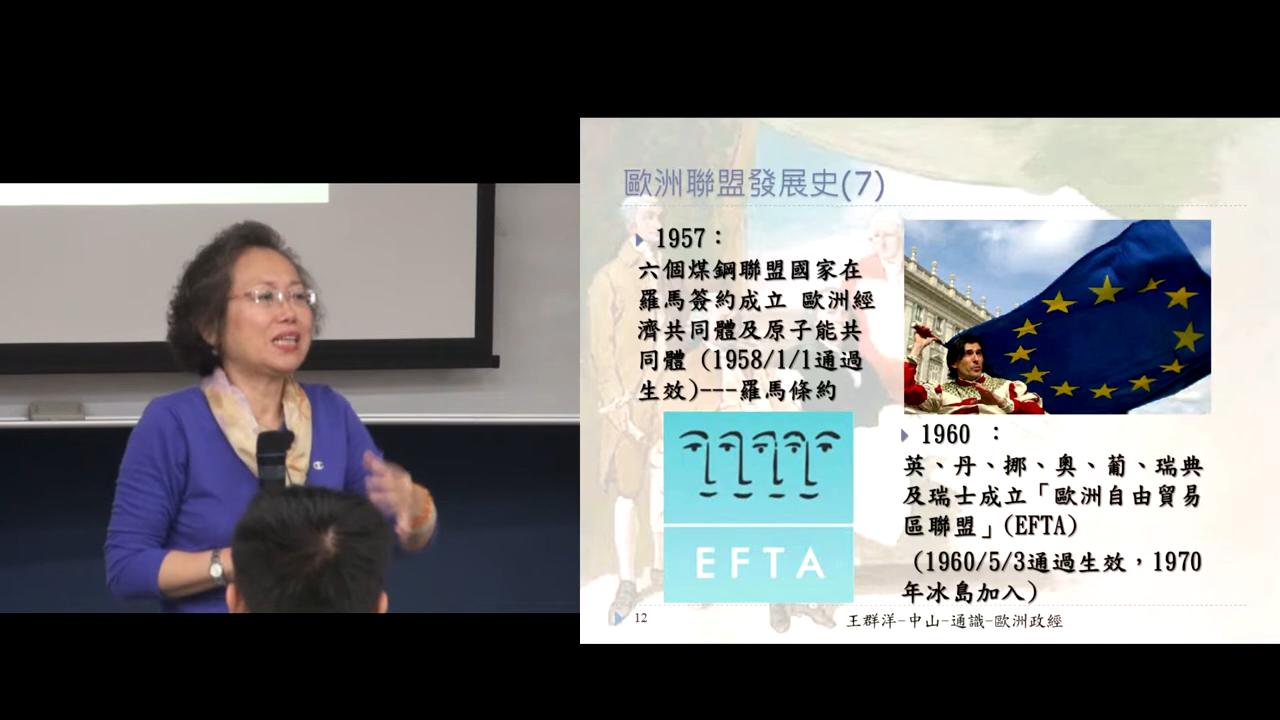 歐洲聯盟發展史(7)
1957：
六個煤鋼聯盟國家在
羅馬簽約成立 歐洲經
濟共同體及原子能共
同體 (1958/1/1通過
生效)---羅馬條約
EFTA
1960 ：
英、丹、挪、奧、葡、瑞典
及瑞士成立「歐洲自由貿易
區聯盟」(EFTA)
(1960/5/3通過生效，1970
年冰島加入)
12
王群洋-中山-通識-歐洲政經